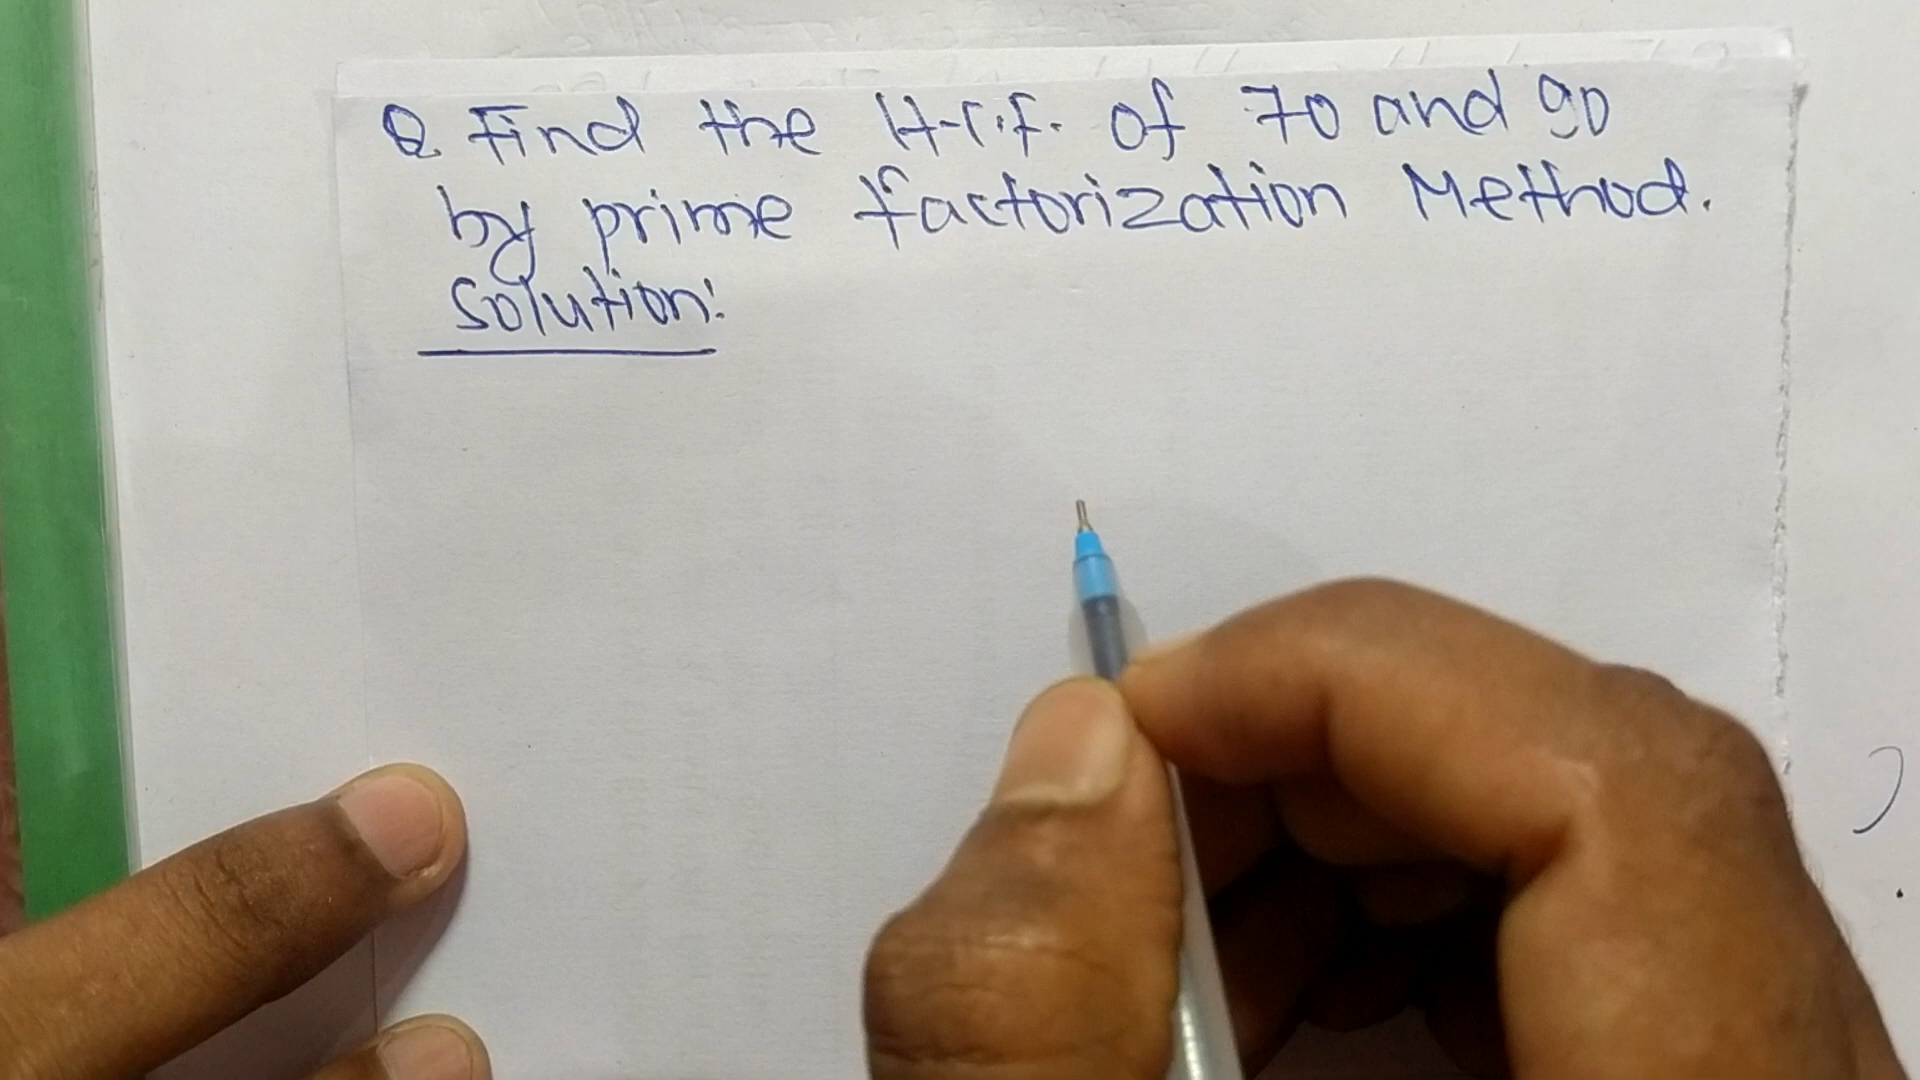 Q. Find the H.C.F. of 70 and 90
by prime factorization Method.
Solution: